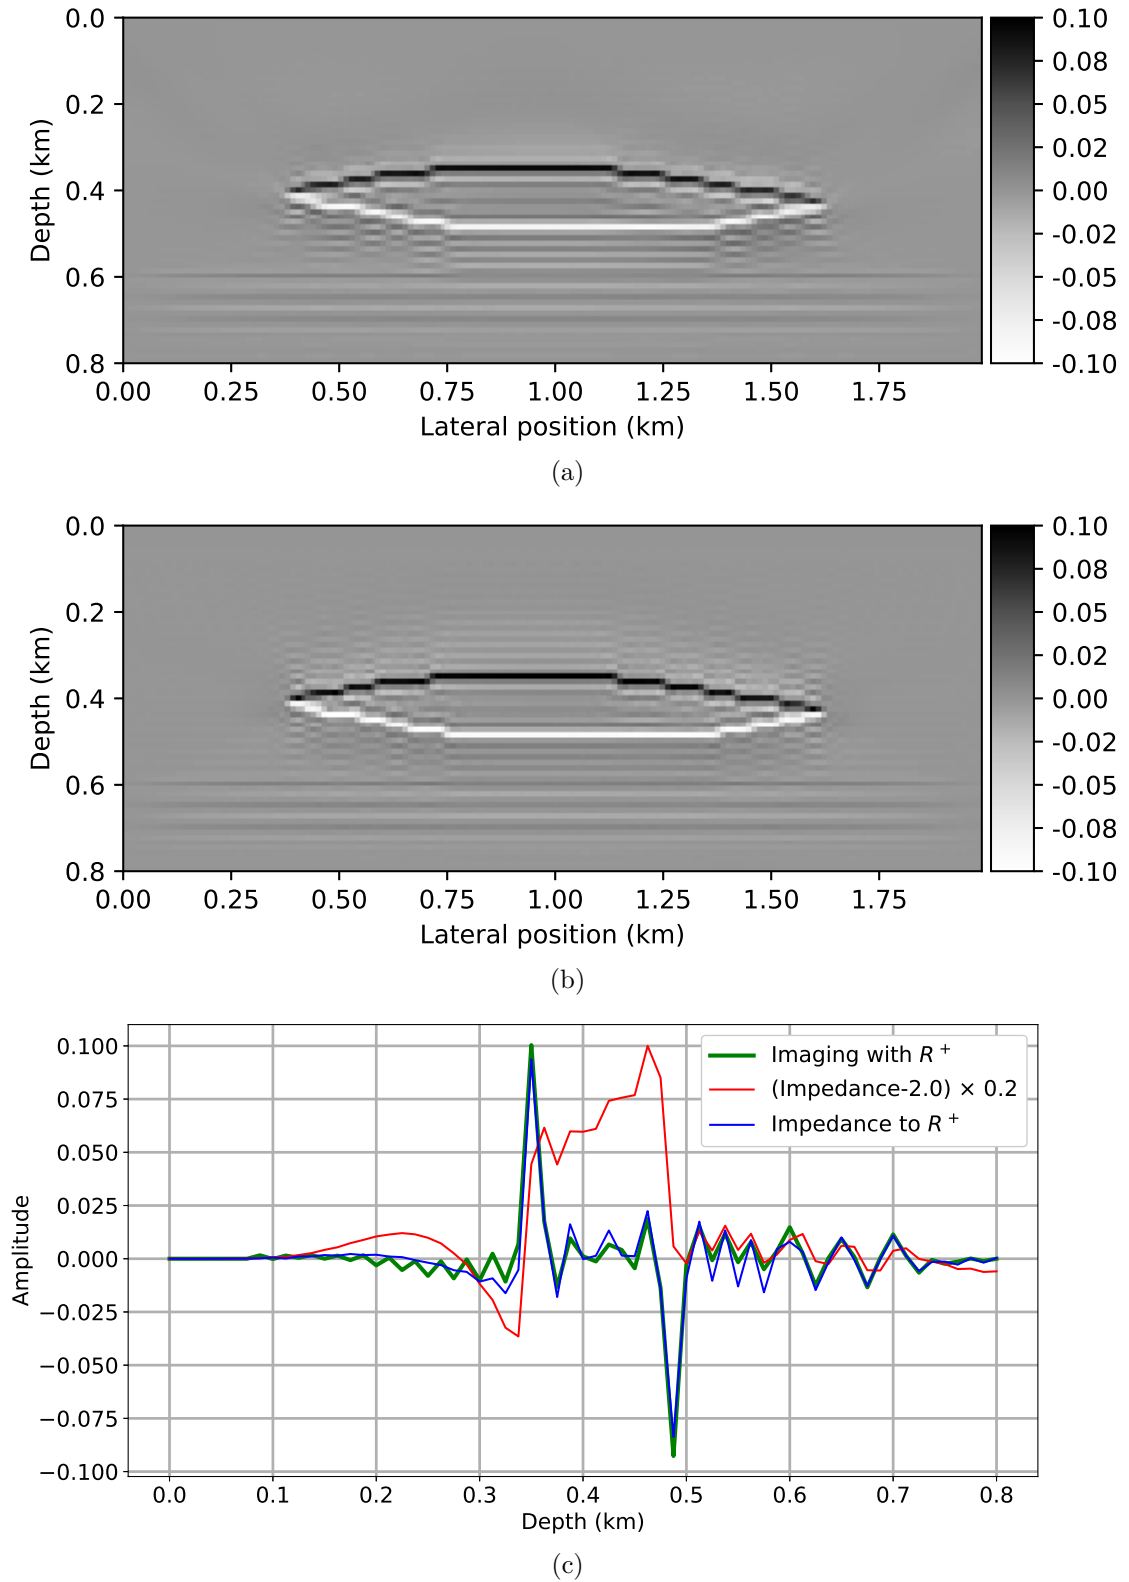 0.0
0.2
0.4
0.6
0.8
Depth (km)
0.00 0.25 0.50 0.75 1.00 1.25 1.50 1.75
Lateral position (km)
0.10
0.08
0.05
0.02
0.00
-0.02
-0.05
-0.08
-0.10
(a)
0.0
0.2
0.4
0.6
0.8
Depth (km)
0.00 0.25 0.50 0.75 1.00 1.25 1.50 1.75
Lateral position (km)
0.10
0.08
0.05
0.02
0.00
-0.02
-0.05
-0.08
-0.10
(b)
0.100
0.075
0.050
0.025
0.000
−0.025
−0.050
−0.075
−0.100
Amplitude
Imaging with R⁺
(Impedance-2.0) × 0.2
Impedance to R⁺
0.0 0.1 0.2 0.3 0.4 0.5 0.6 0.7 0.8
Depth (km)
(c)